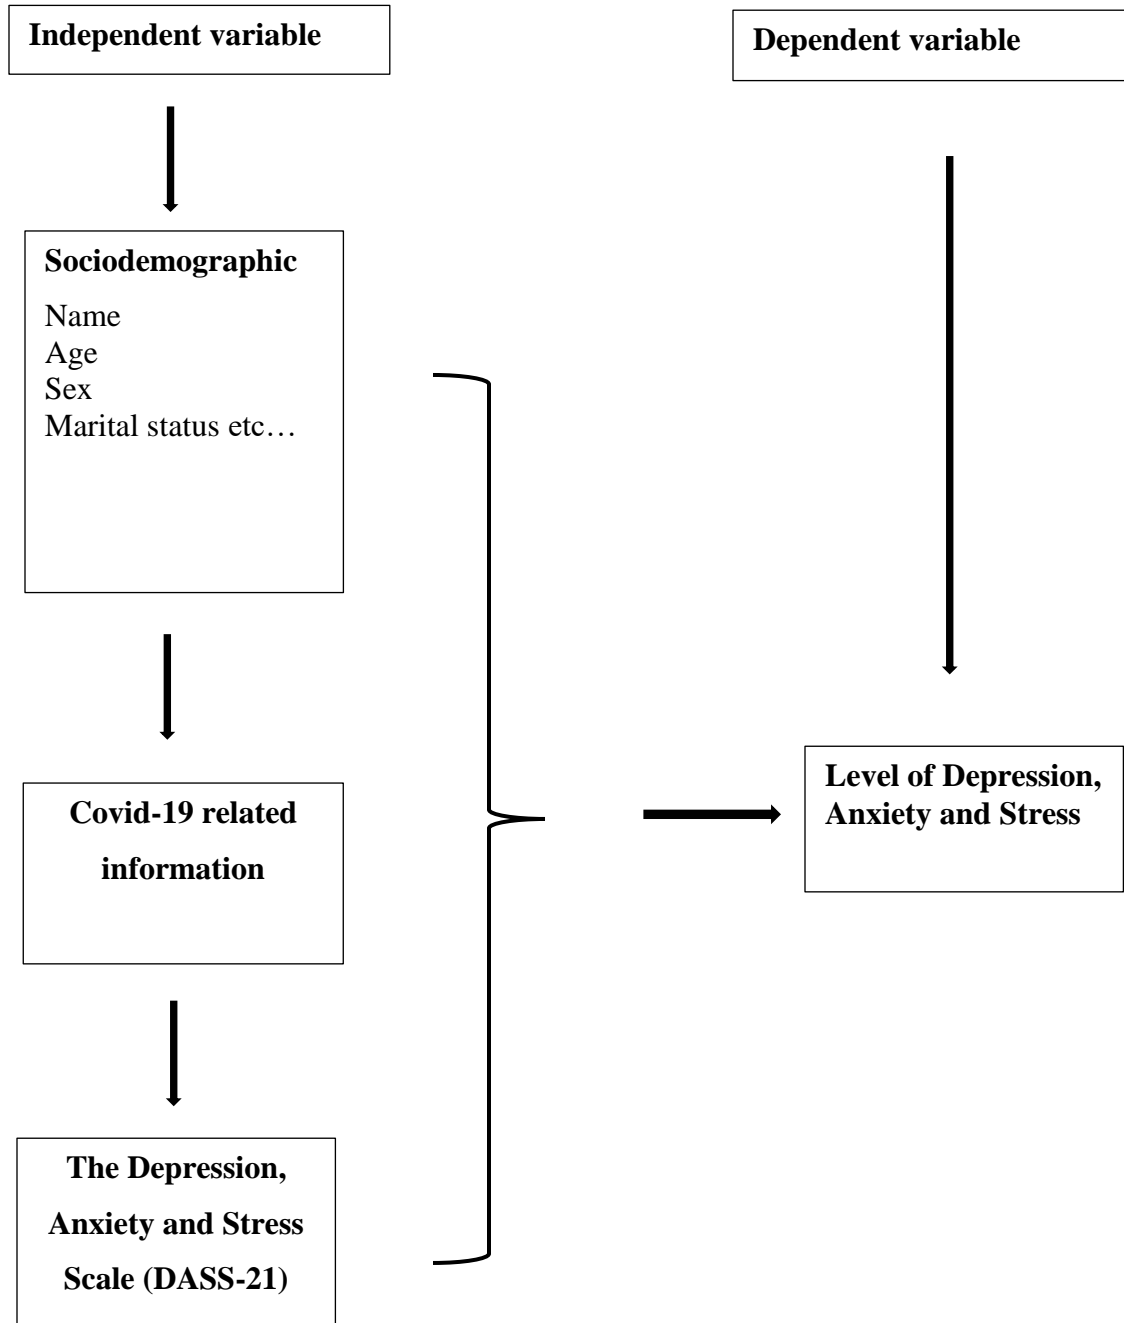 Independent variable
Dependent variable
Sociodemographic
Name
Age
Sex
Marital status etc…
Covid-19 related
information
Level of Depression,
Anxiety and Stress
The Depression,
Anxiety and Stress
Scale (DASS-21)